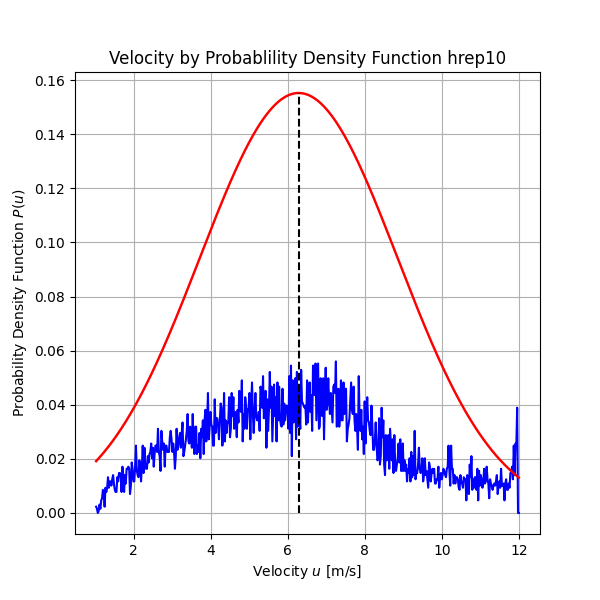 Velocity by Probablility Density Function hrep10
0.16
0.14
0.12
0.10
0.08
0.06
0.04
0.02
0.00
Probability Density Function P(u)
2 4 6 8 10 12
Velocity u [m/s]